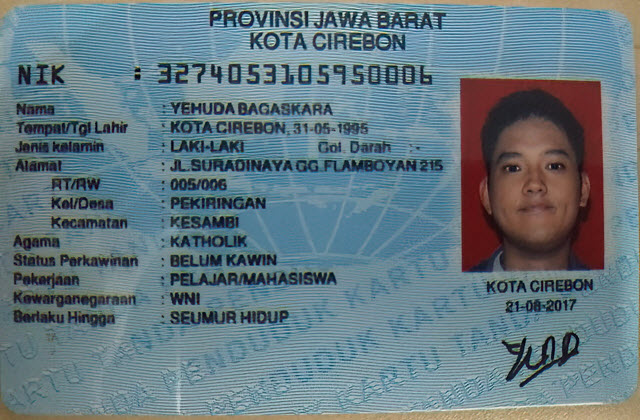 PROVINSI JAWA BARAT
KOTA CIREBON
NIK : 3274053105950006
Nama : YEHUDA BAGASKARA
Tempat/Tgl Lahir : KOTA CIREBON, 31-05-1995
Jenis kelamin : LAKI-LAKI Gol. Darah : -
Alamat : JL.SURADINAYA GG.FLAMBOYAN 215
RT/RW : 005/006
Kel/Desa : PEKIRINGAN
Kecamatan : KESAMBI
Agama : KATHOLIK
Status Perkawinan : BELUM KAWIN
Pekerjaan : PELAJAR/MAHASISWA
Kewarganegaraan : WNI
Berlaku Hingga : SEUMUR HIDUP
KOTA CIREBON
21-08-2017
KARTU TANDA PENDUDUK